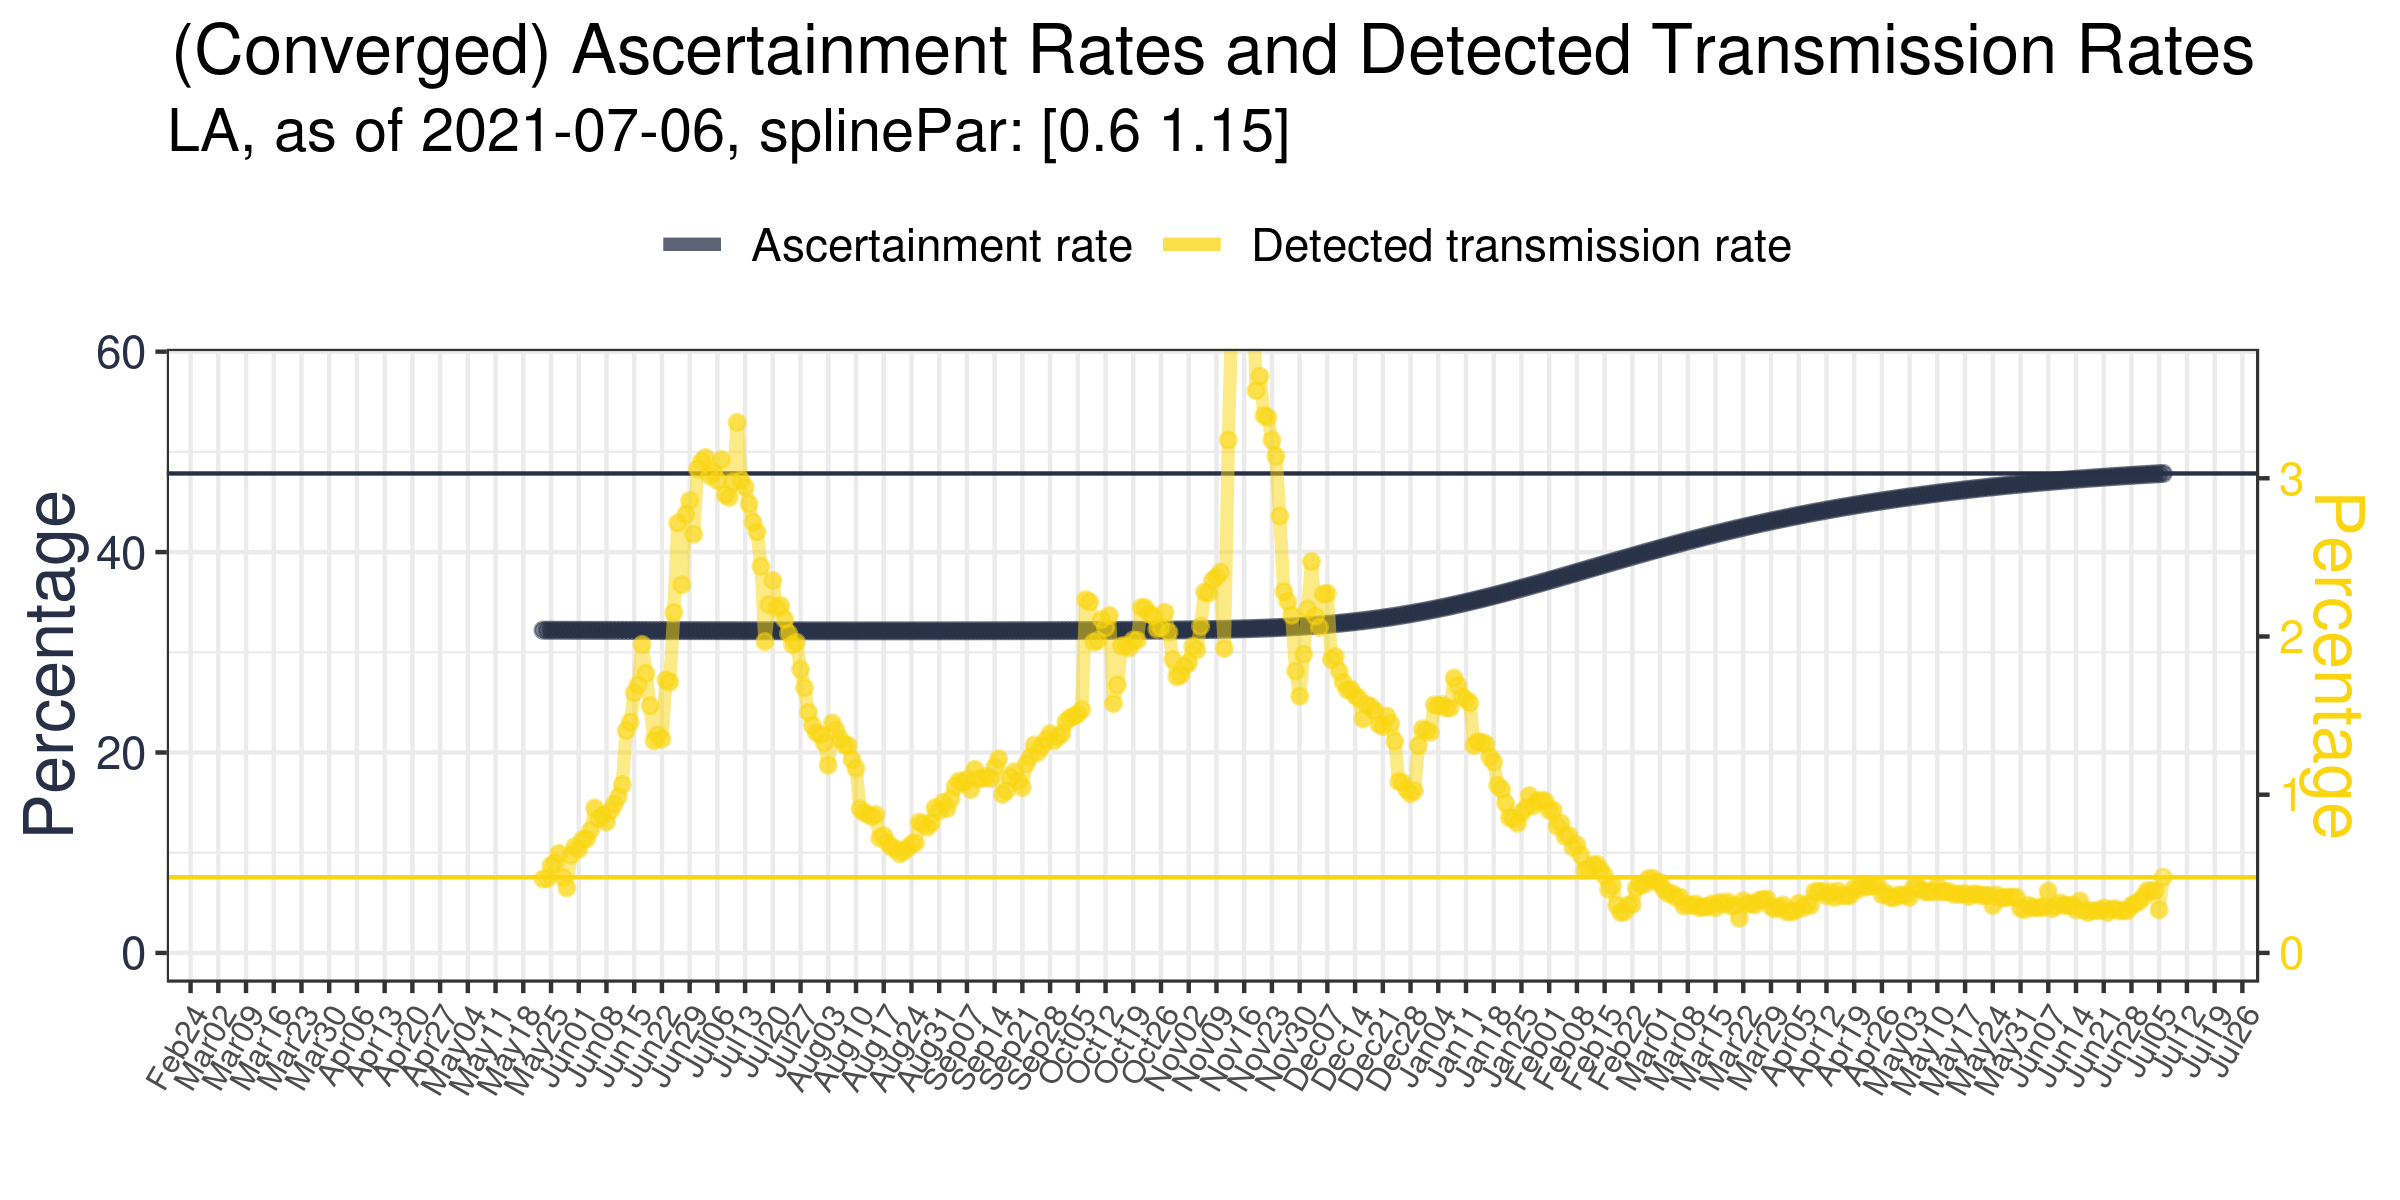 (Converged) Ascertainment Rates and Detected Transmission Rates
LA, as of 2021-07-06, splinePar: [0.6 1.15]
Ascertainment rate Detected transmission rate
Percentage
60
40
20
0
3
2
1
0
Percentage
Feb24 Mar02 Mar09 Mar16 Mar23 Mar30 Apr06 Apr13 Apr20 Apr27 May04 May11 May18 May25 Jun01 Jun08 Jun15 Jun22 Jun29 Jul06 Jul13 Jul20 Jul27 Aug03 Aug10 Aug17 Aug24 Aug31 Sep07 Sep14 Sep21 Sep28 Oct05 Oct12 Oct19 Oct26 Nov02 Nov09 Nov16 Nov23 Nov30 Dec07 Dec14 Dec21 Dec28 Jan04 Jan11 Jan18 Jan25 Feb01 Feb08 Feb15 Feb22 Mar01 Mar08 Mar15 Mar22 Mar29 Apr05 Apr12 Apr19 Apr26 May03 May10 May17 May24 May31 Jun07 Jun14 Jun21 Jun28 Jul05 Jul12 Jul19 Jul26